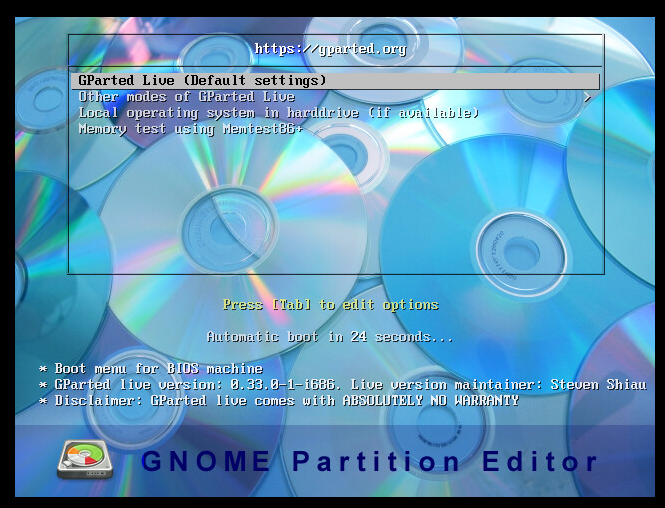 https://gparted.org
GParted Live (Default settings)
Other modes of GParted Live >
Local operating system in harddrive (if available)
Memory test using Memtest86+
Press [Tab] to edit options
Automatic boot in 24 seconds...
* Boot menu for BIOS machine
* GParted live version: 0.33.0-1-i686. Live version maintainer: Steven Shiau
* Disclaimer: GParted live comes with ABSOLUTELY NO WARRANTY
GNOME Partition Editor